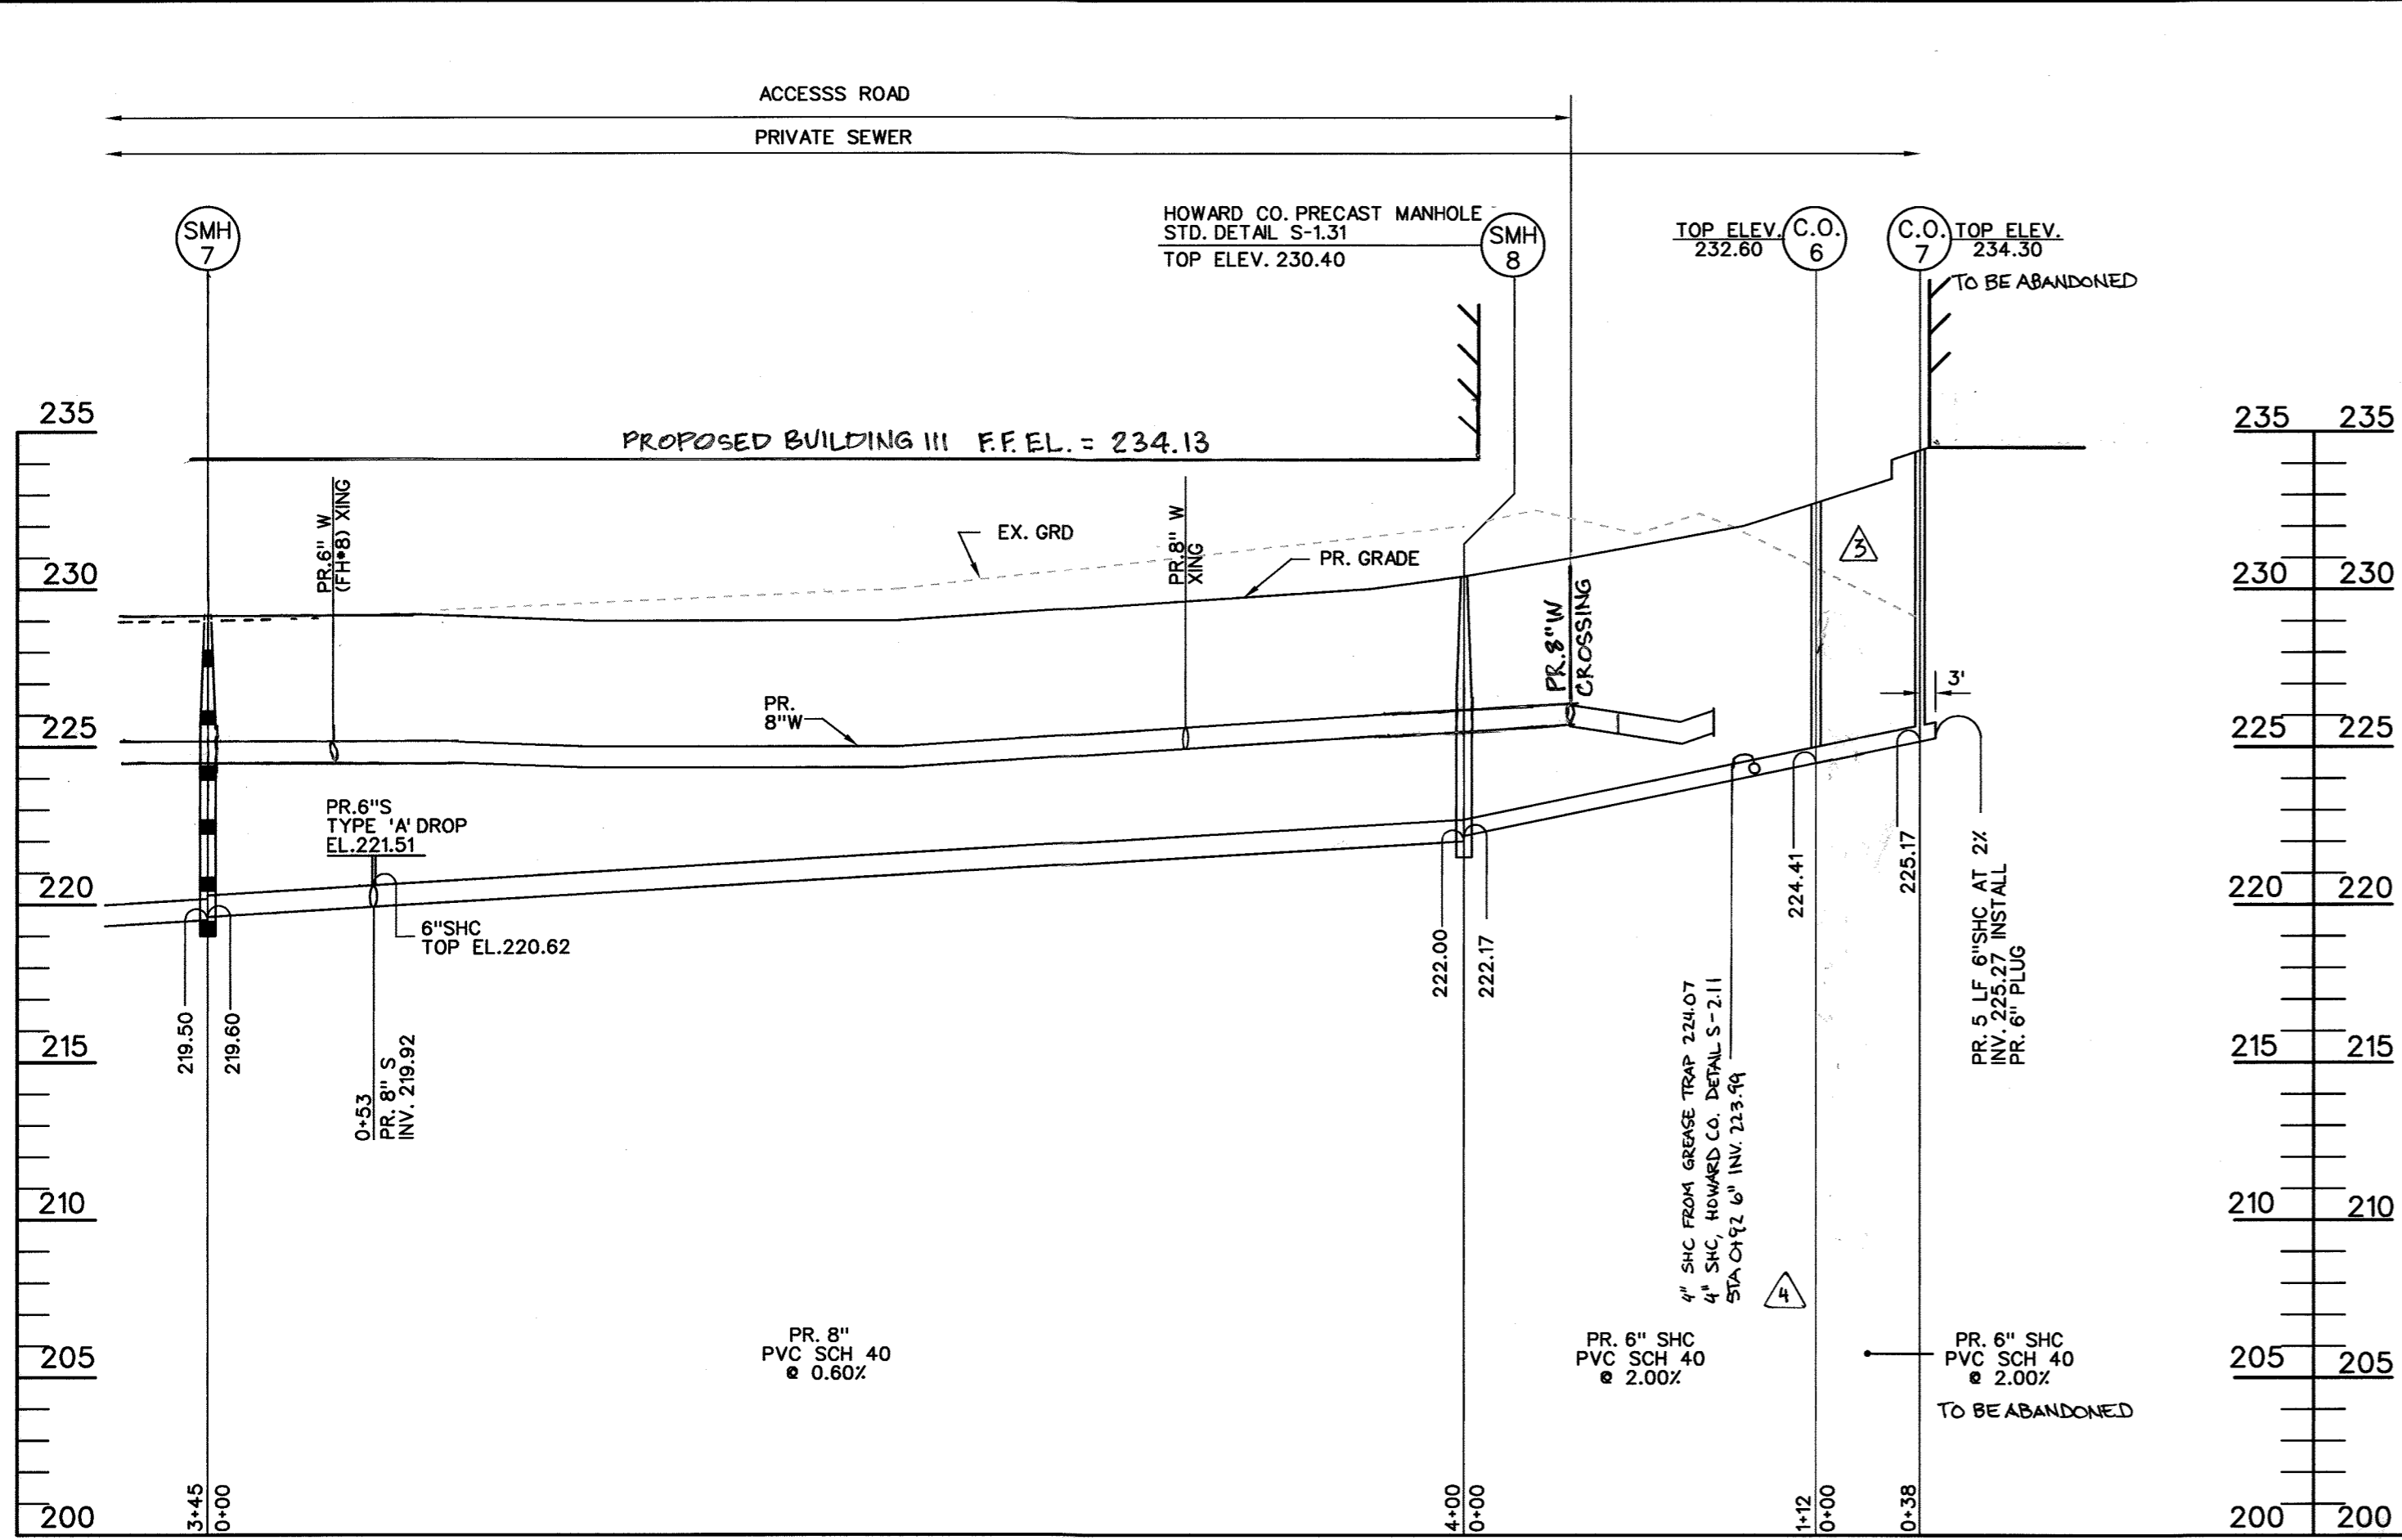 ACCESSS ROAD
PRIVATE SEWER
SMH
7
HOWARD CO. PRECAST MANHOLE
STD. DETAIL S-1.31
TOP ELEV. 230.40
SMH
8
TOP ELEV.
232.60
C.O.
6
C.O.
7
TOP ELEV.
234.30
TO BE ABANDONED
235
235
235
PROPOSED BUILDING III F.F. EL. = 234.13
PR.6" W
(FH*8) XING
EX. GRD
PR.8" W
XING
PR. GRADE
3
230
230
230
PR.8"W
CROSSING
3'
PR.
8"W
225
225
225
PR.6"S
TYPE 'A' DROP
EL.221.51
6"SHC
TOP EL.220.62
220
220
220
219.50
219.60
0+53
PR. 8" S
INV. 219.92
222.00
222.17
224.41
225.17
PR. 5 LF 6"SHC AT 2%
INV. 225.27 INSTALL
PR. 6" PLUG
4" SHC FROM GREASE TRAP 224.07
4" SHC, HOWARD CO. DETAIL S-2.11
STA 0+92 6" INV. 223.99
4
215
215
215
210
210
210
PR. 8"
PVC SCH 40
@ 0.60%
PR. 6" SHC
PVC SCH 40
@ 2.00%
PR. 6" SHC
PVC SCH 40
@ 2.00%
TO BE ABANDONED
205
205
205
3+45
0+00
4+00
0+00
1+12
0+00
0+38
200
200
200